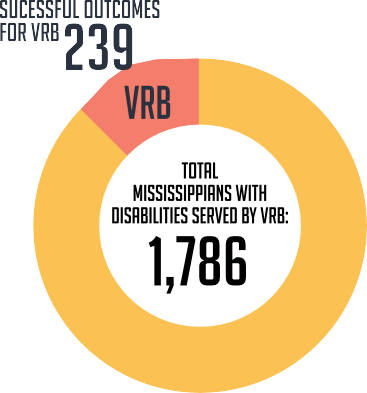 SUCESSFUL OUTCOMES
FOR VRB 239
VRB
TOTAL
MISSISSIPPIANS WITH
DISABILITIES SERVED BY VRB:
1,786